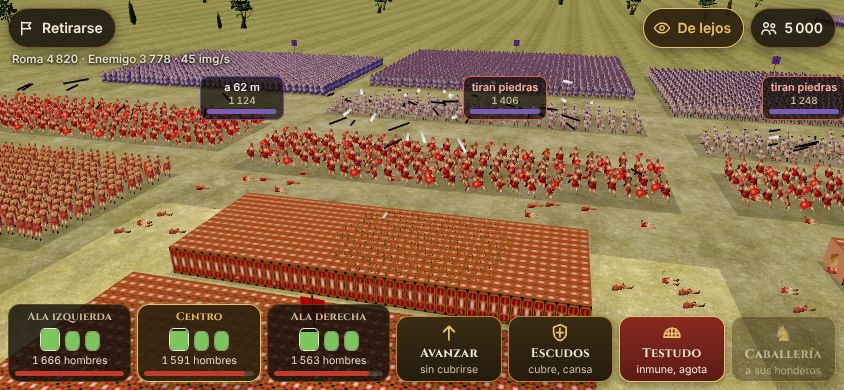 Retirarse
De lejos
5 000
Roma 4 820 · Enemigo 3 778 · 45 img/s
a 62 m
1 124
tiran piedras
1 406
tiran piedras
1 248
Ala izquierda
1 666 hombres
Centro
1 591 hombres
Ala derecha
1 563 hombres
Avanzar
sin cubrirse
Escudos
cubre, cansa
Testudo
inmune, agota
Caballería
a sus honderos